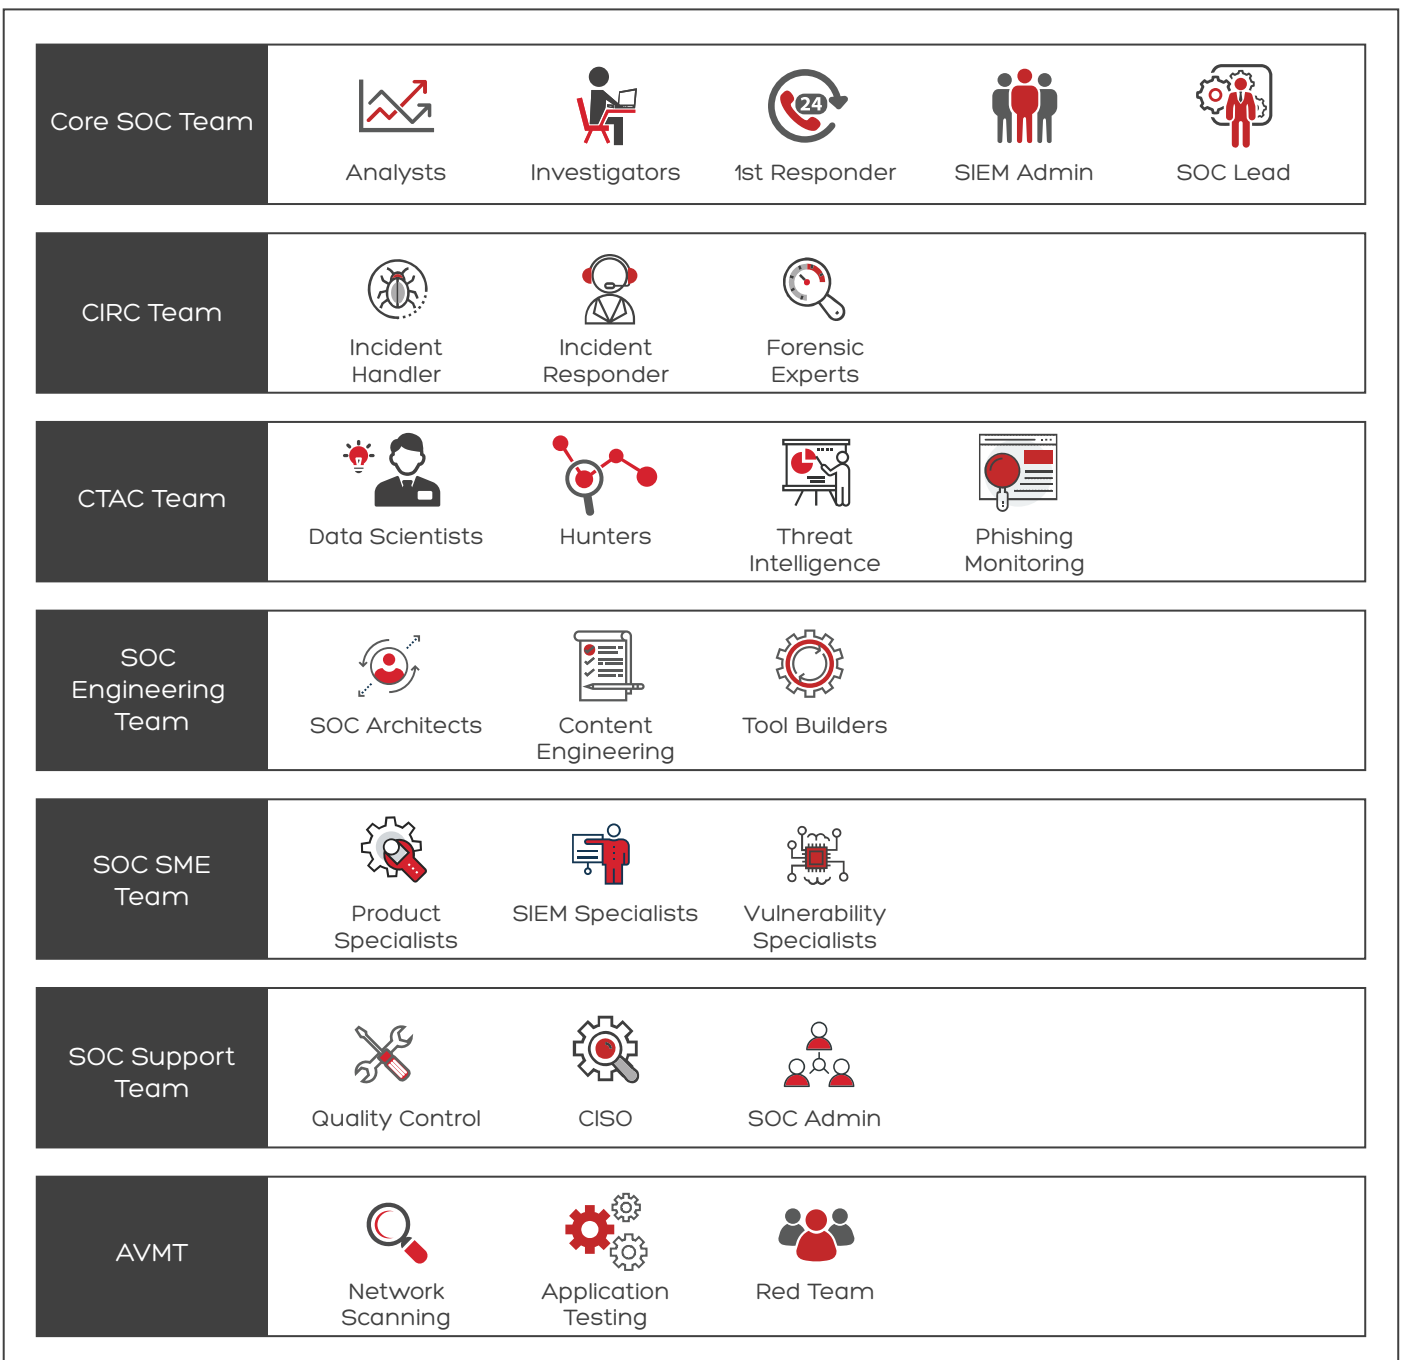 Core SOC Team
24
Analysts
Investigators
1st Responder
SIEM Admin
SOC Lead
CIRC Team
Incident
Handler
Incident
Responder
Forensic
Experts
CTAC Team
Data Scientists
Hunters
Threat
Intelligence
Phishing
Monitoring
SOC
Engineering
Team
SOC Architects
Content
Engineering
Tool Builders
SOC SME
Team
Product
Specialists
SIEM Specialists
Vulnerability
Specialists
SOC Support
Team
Quality Control
CISO
SOC Admin
AVMT
Network
Scanning
Application
Testing
Red Team